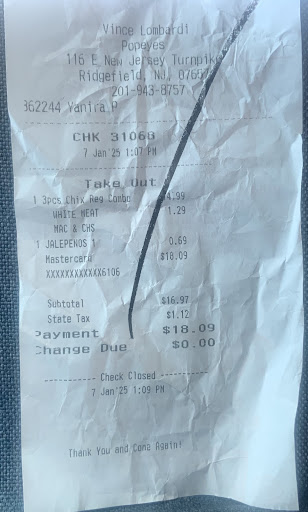 Vince Lombardi
Popeyes
116 E New Jersey Turnpike
Ridgefield, NJ, 07657
201-943-8757
362244 Yanira P
CHK 31068
7 Jan'25 1:07 PM
Take Out
1 3pcs Chix Reg Combo 4.99
WHITE MEAT 1.29
MAC & CHS
1 JALEPENOS 1 0.69
Mastercard $18.09
XXXXXXXXXXXX6106
Subtotal $16.97
State Tax $1.12
Payment $18.09
Change Due $0.00
---------- Check Closed ----------
7 Jan'25 1:09 PM
Thank You and Come Again!